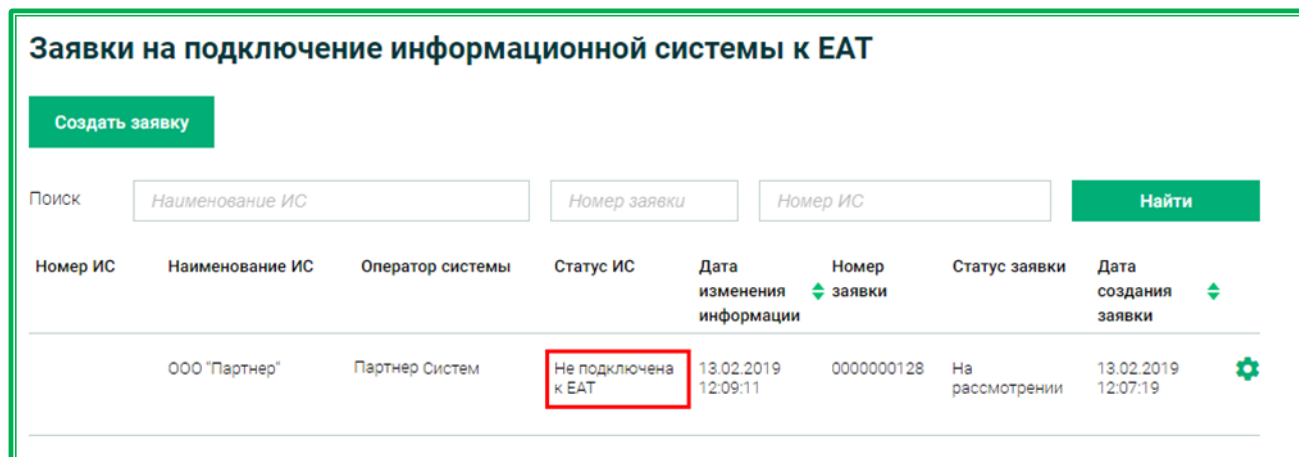 Заявки на подключение информационной системы к ЕАТ
Создать заявку
Поиск Наименование ИС Номер заявки Номер ИС Найти
Номер ИС Наименование ИС Оператор системы Статус ИС Дата изменения информации Номер заявки Статус заявки Дата создания заявки
ООО "Партнер" Партнер Систем Не подключена к ЕАТ 13.02.2019 12:09:11 0000000128 На рассмотрении 13.02.2019 12:07:19